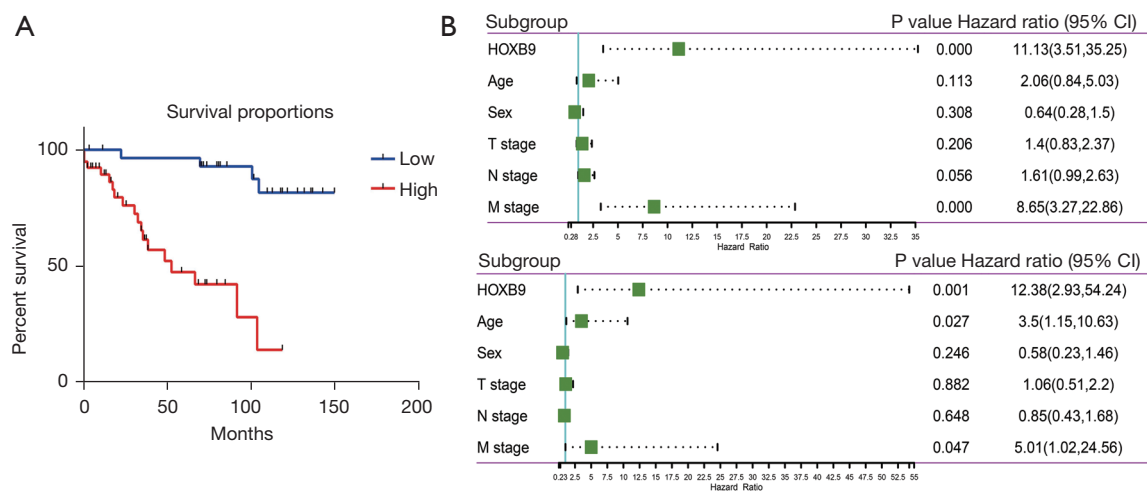 A
Survival proportions
Percent survival
100
50
0
Low
High
0 50 100 150 200
Months
B
Subgroup P value Hazard ratio (95% CI)
HOXB9 0.000 11.13(3.51,35.25)
Age 0.113 2.06(0.84,5.03)
Sex 0.308 0.64(0.28,1.5)
T stage 0.206 1.4(0.83,2.37)
N stage 0.056 1.61(0.99,2.63)
M stage 0.000 8.65(3.27,22.86)
0.28 2.5 5 7.5 10 12.5 15 17.5 20 22.5 25 27.5 30 32.5 35
Hazard Ratio
Subgroup P value Hazard ratio (95% CI)
HOXB9 0.001 12.38(2.93,54.24)
Age 0.027 3.5(1.15,10.63)
Sex 0.246 0.58(0.23,1.46)
T stage 0.882 1.06(0.51,2.2)
N stage 0.648 0.85(0.43,1.68)
M stage 0.047 5.01(1.02,24.56)
0.23 2.5 5 7.5 10 12.5 15 17.5 20 22.5 25 27.5 30 32.5 35 37.5 40 42.5 45 47.5 50 52.5 55
Hazard Ratio